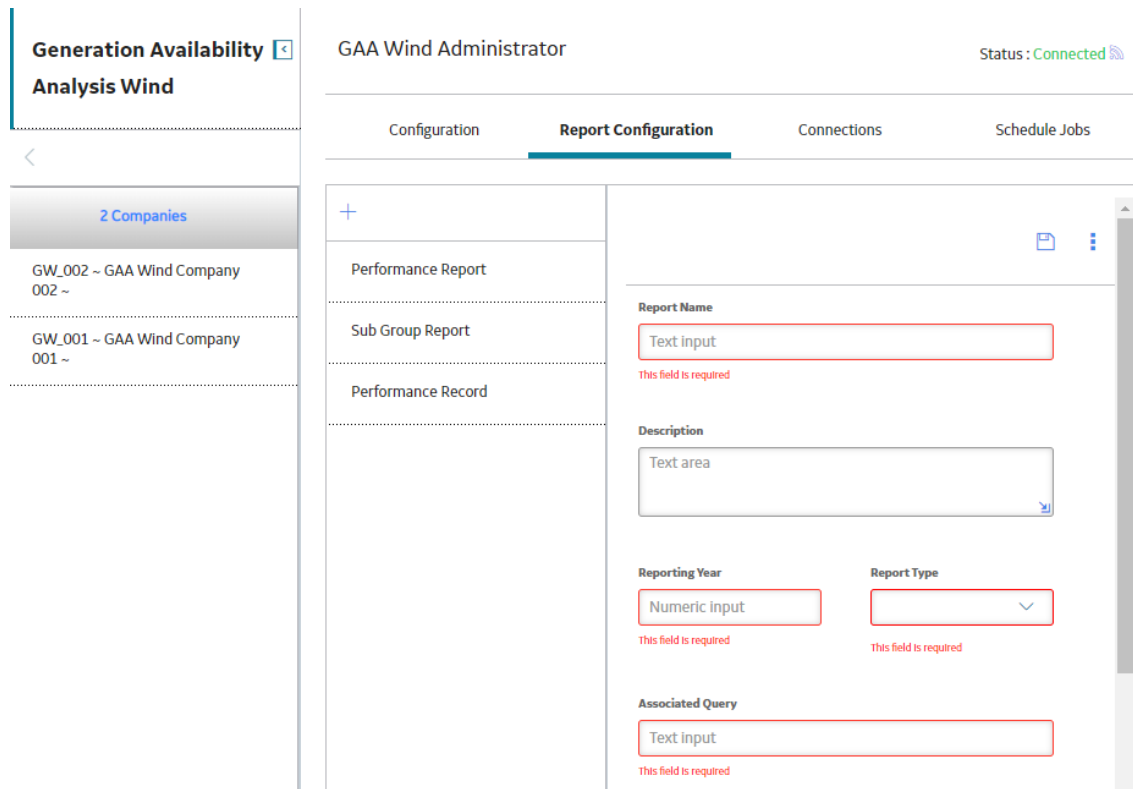 Generation Availability
Analysis Wind
2 Companies
GW_002 ~ GAA Wind Company
002 ~
GW_001 ~ GAA Wind Company
001 ~
GAA Wind Administrator
Status : Connected
Configuration
Report Configuration
Connections
Schedule Jobs
Performance Report
Sub Group Report
Performance Record
Report Name
Text input
This field is required
Description
Text area
Reporting Year
Numeric input
This field is required
Report Type
This field is required
Associated Query
Text input
This field is required